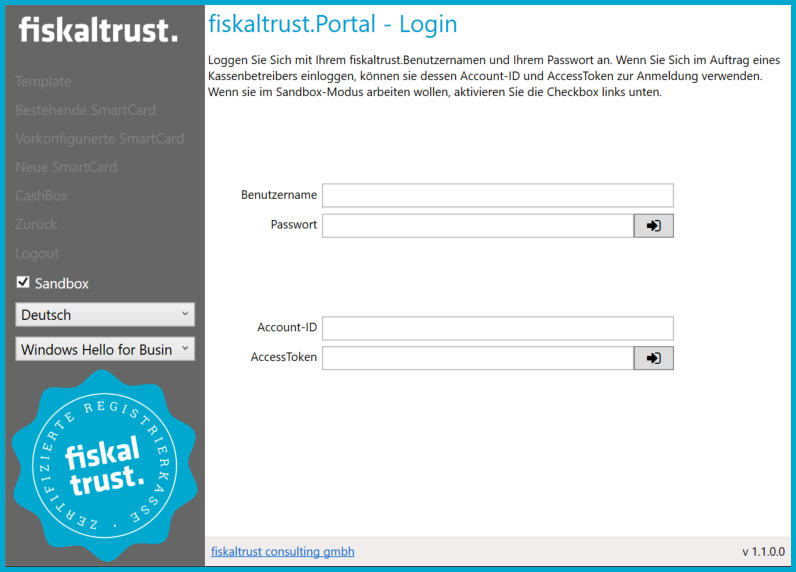 fiskaltrust.
Template
Bestehende SmartCard
Vorkonfigurierte SmartCard
Neue SmartCard
CashBox
Zurück
Logout
Sandbox
Deutsch
Windows Hello for Busin
ZERTIFIZIERTE REGISTRIERKASSE ·
fiskal
trust.
fiskaltrust.Portal - Login
Loggen Sie Sich mit Ihrem fiskaltrust.Benutzernamen und Ihrem Passwort an. Wenn Sie Sich im Auftrag eines
Kassenbetreibers einloggen, können sie dessen Account-ID und AccessToken zur Anmeldung verwenden.
Wenn sie im Sandbox-Modus arbeiten wollen, aktivieren Sie die Checkbox links unten.
Benutzername
Passwort
Account-ID
AccessToken
fiskaltrust consulting gmbh
v 1.1.0.0